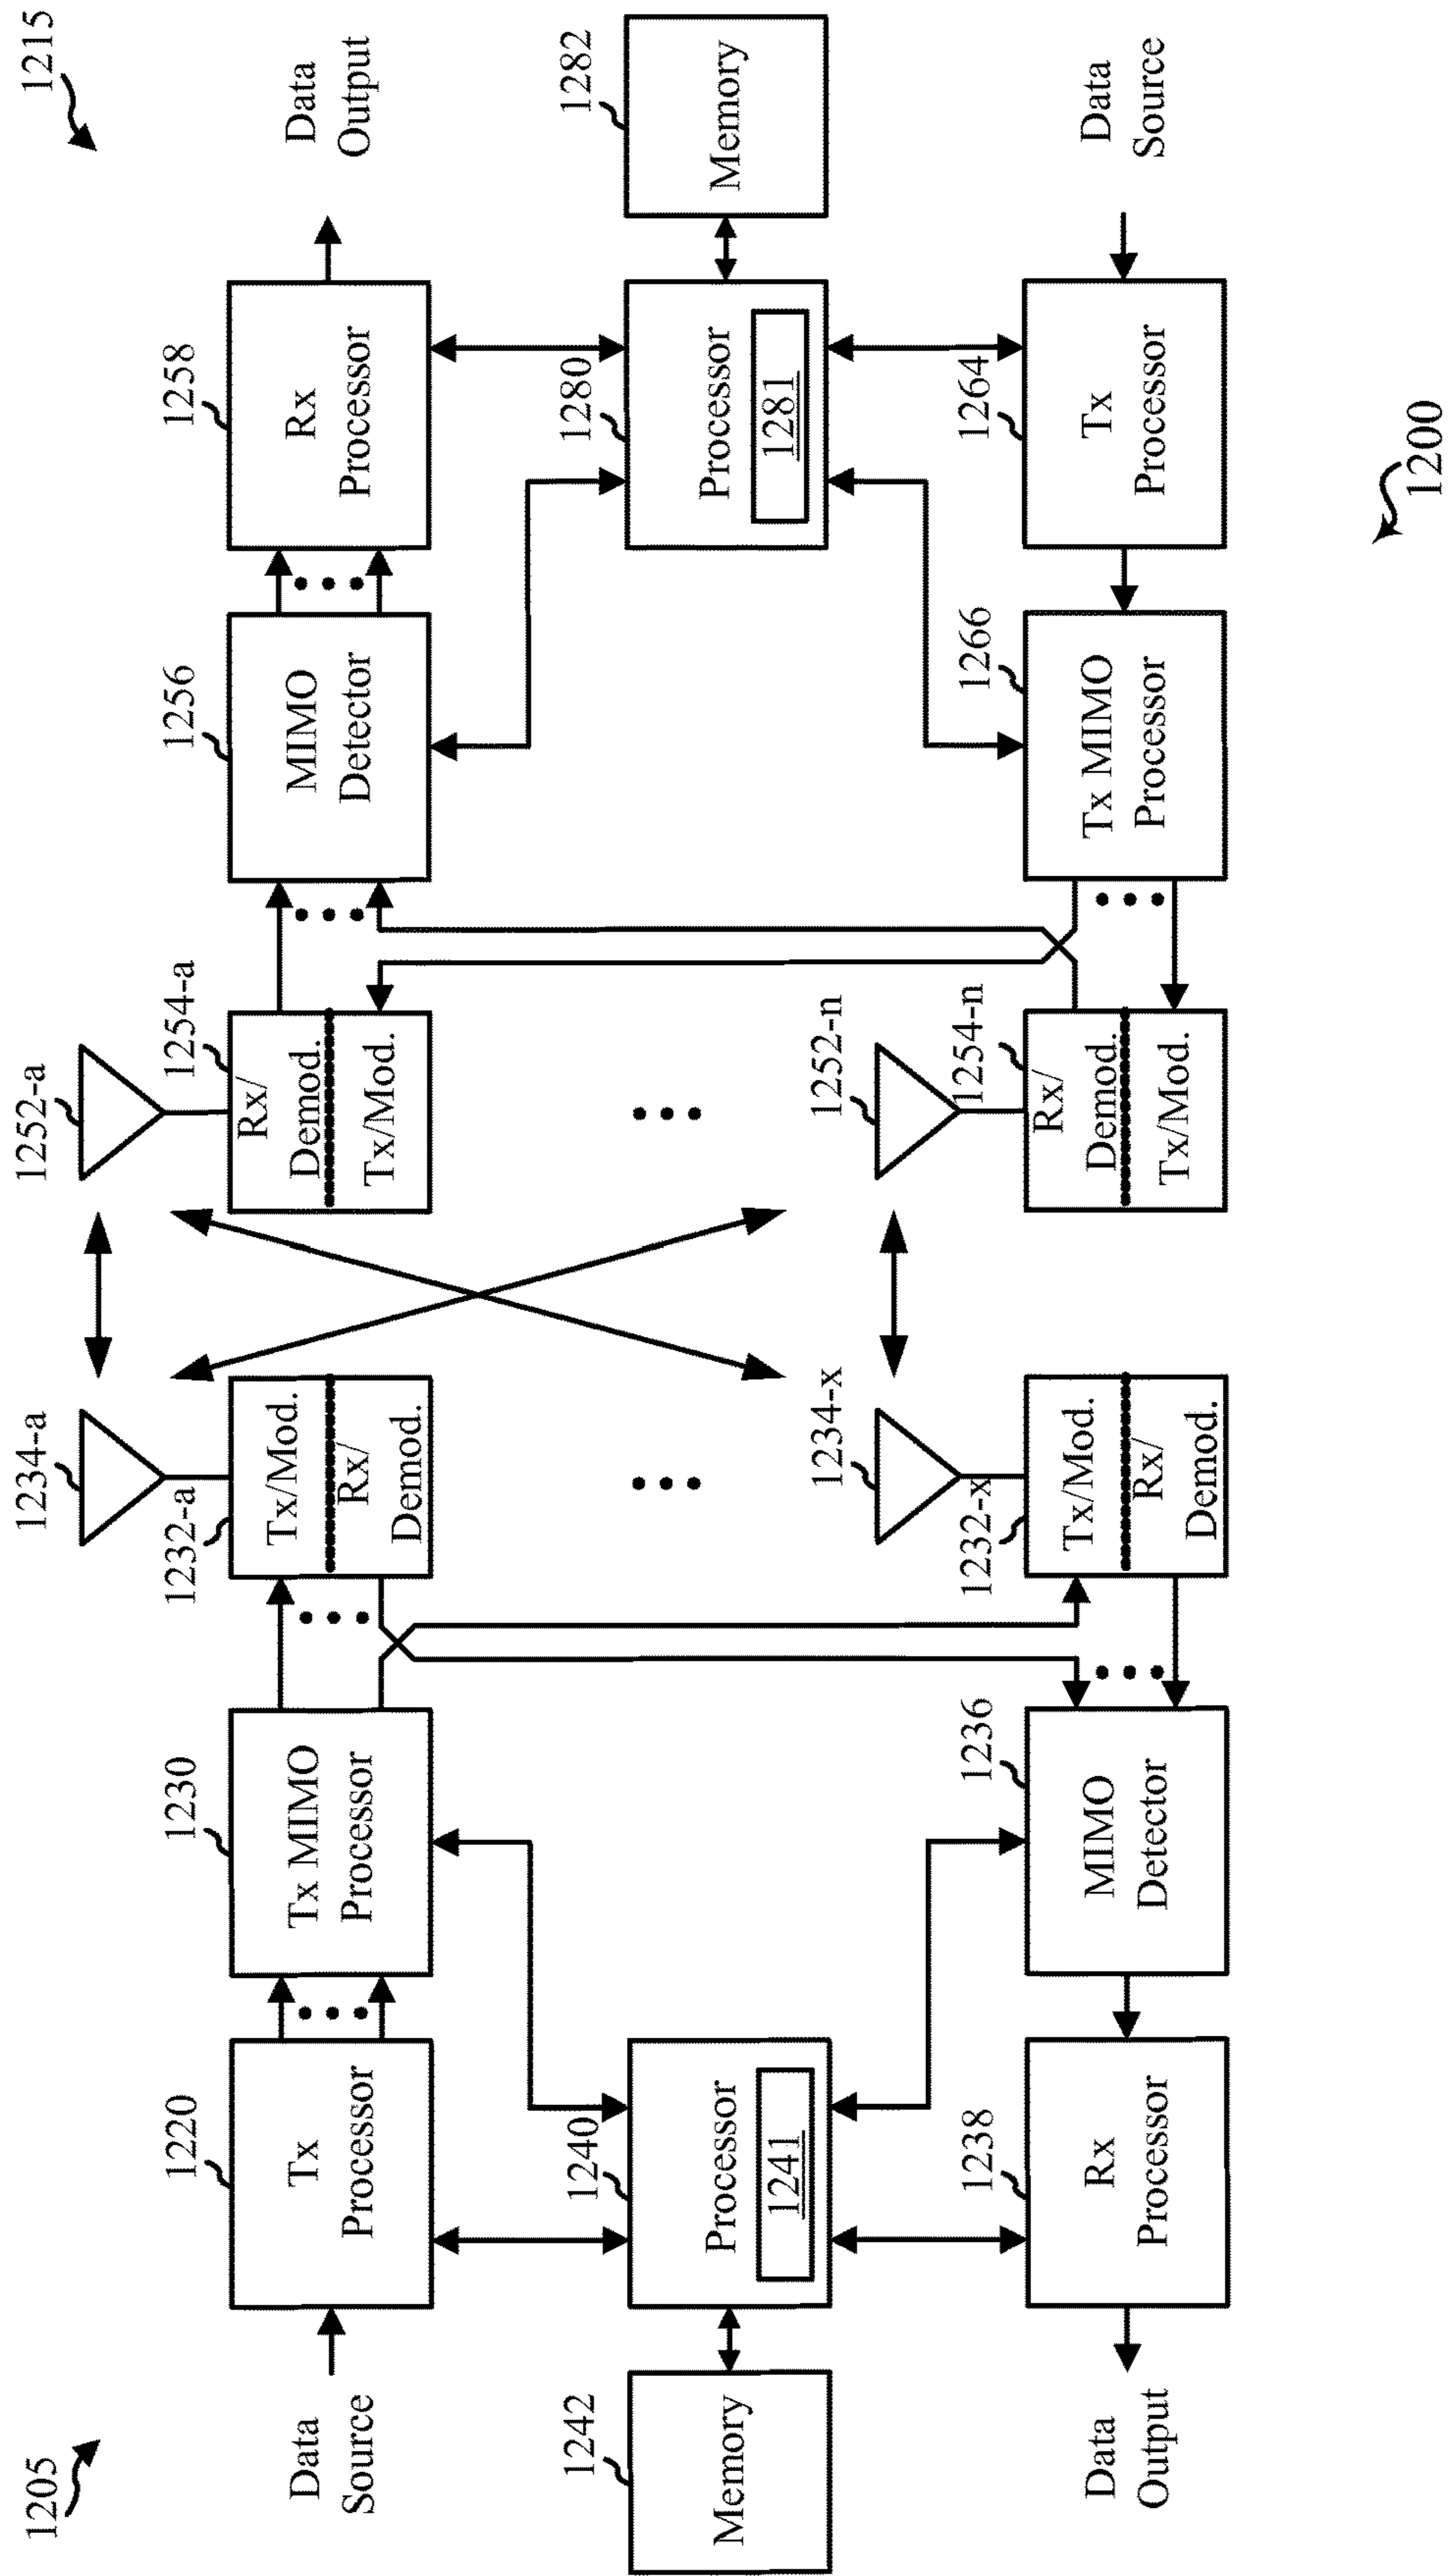 1205
1215
1234-a
1252-a
Data
Source
1220
Tx
Processor
1230
Tx MIMO
Processor
1232-a
Tx/Mod.
Rx/
Demod.
1254-a
Rx/
Demod.
Tx/Mod.
1256
MIMO
Detector
1258
Rx
Processor
Data
Output
1242
Memory
1240
Processor
1241
1280
Processor
1281
1282
Memory
1234-x
1252-n
Data
Output
1238
Rx
Processor
1236
MIMO
Detector
1232-x
Tx/Mod.
Rx/
Demod.
1254-n
Rx/
Demod.
Tx/Mod.
1266
Tx MIMO
Processor
1264
Tx
Processor
Data
Source
1200